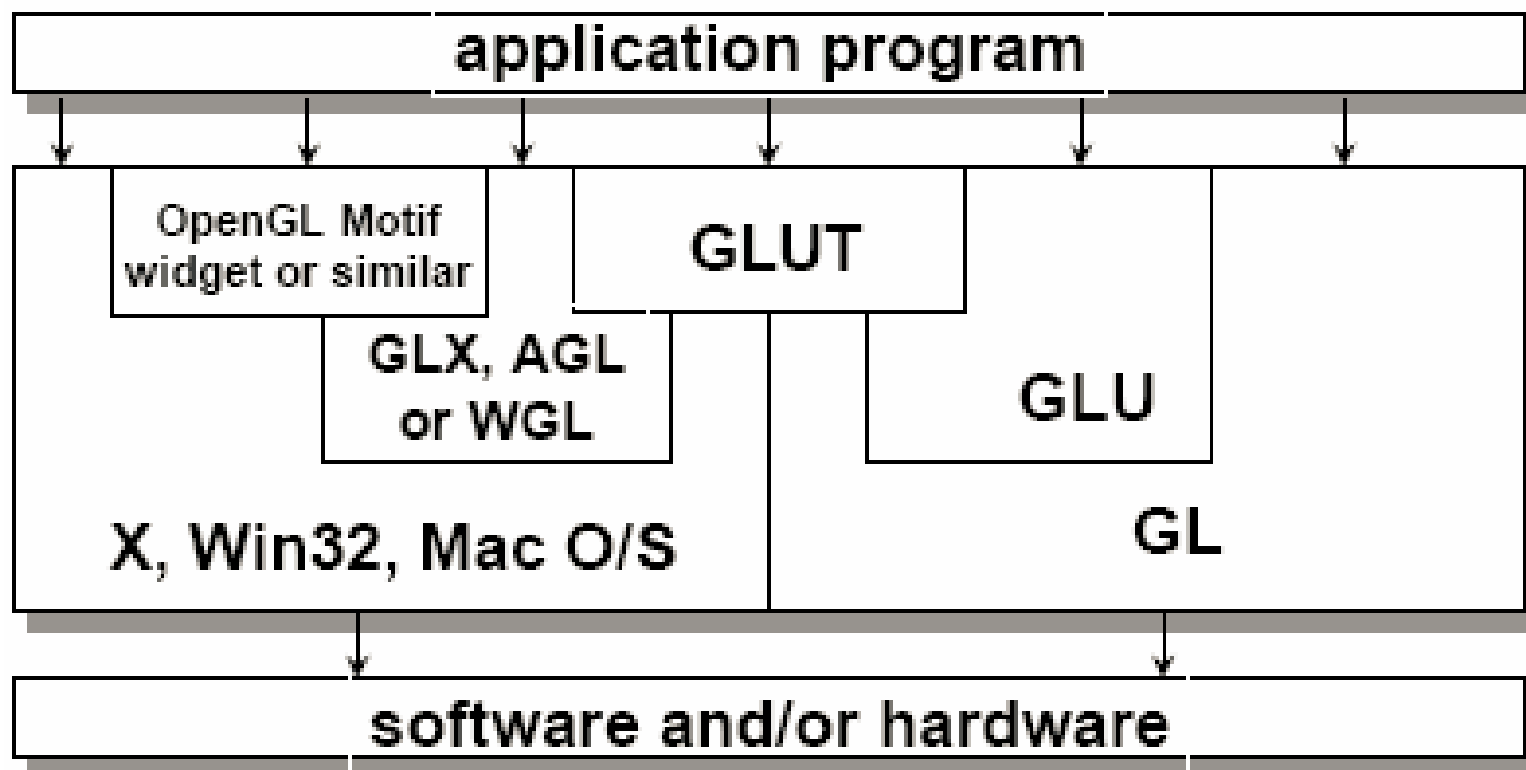 application program
OpenGL Motif
widget or similar
GLUT
GLX, AGL
or WGL
GLU
X, Win32, Mac O/S
GL
software and/or hardware